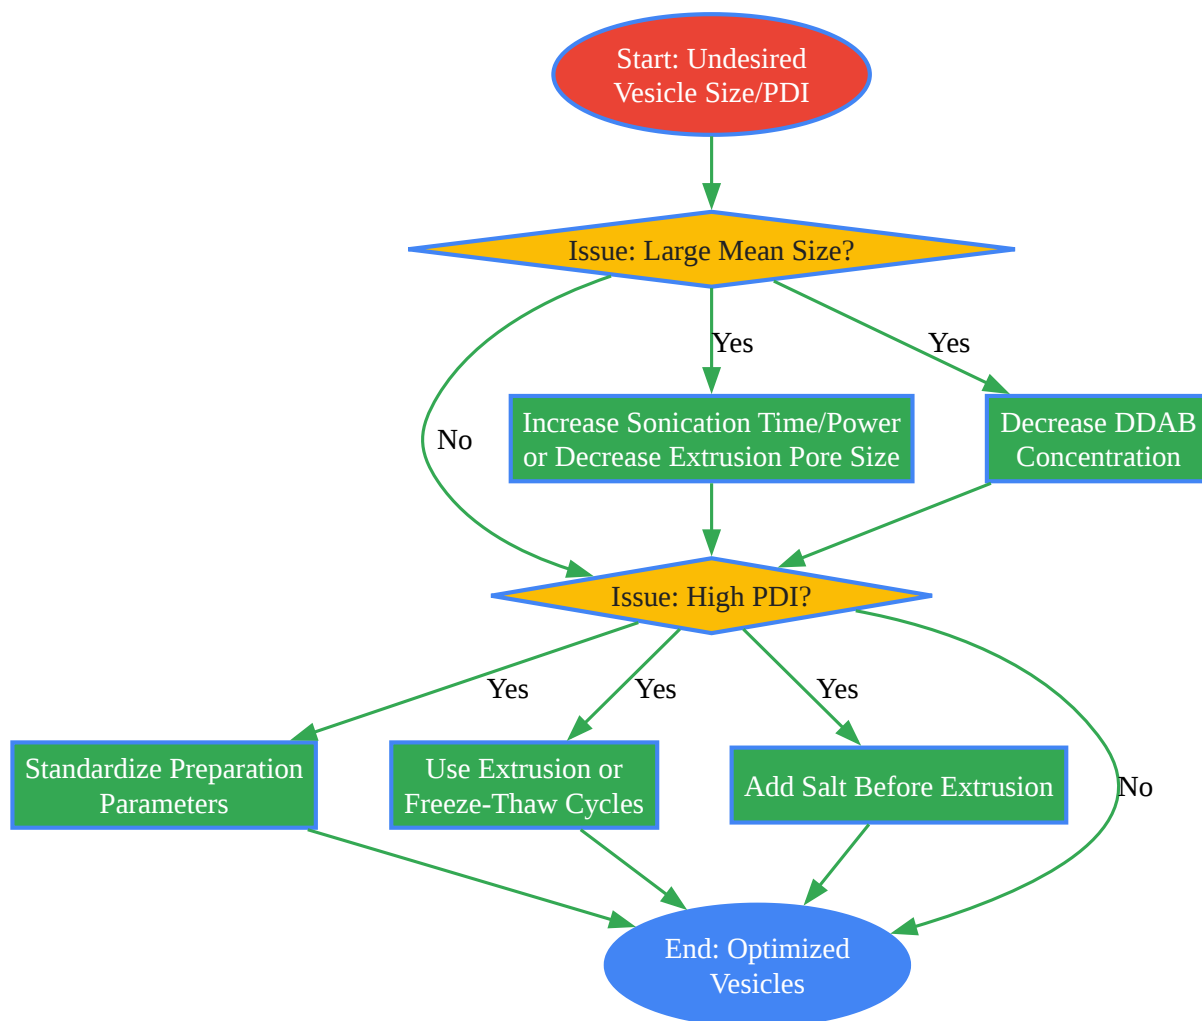 Start: Undesired
Vesicle Size/PDI
Issue: Large Mean Size?
Yes
Yes
No
Increase Sonication Time/Power
or Decrease Extrusion Pore Size
Decrease DDAB
Concentration
Issue: High PDI?
Yes
Yes
Yes
No
Standardize Preparation
Parameters
Use Extrusion or
Freeze-Thaw Cycles
Add Salt Before Extrusion
End: Optimized
Vesicles